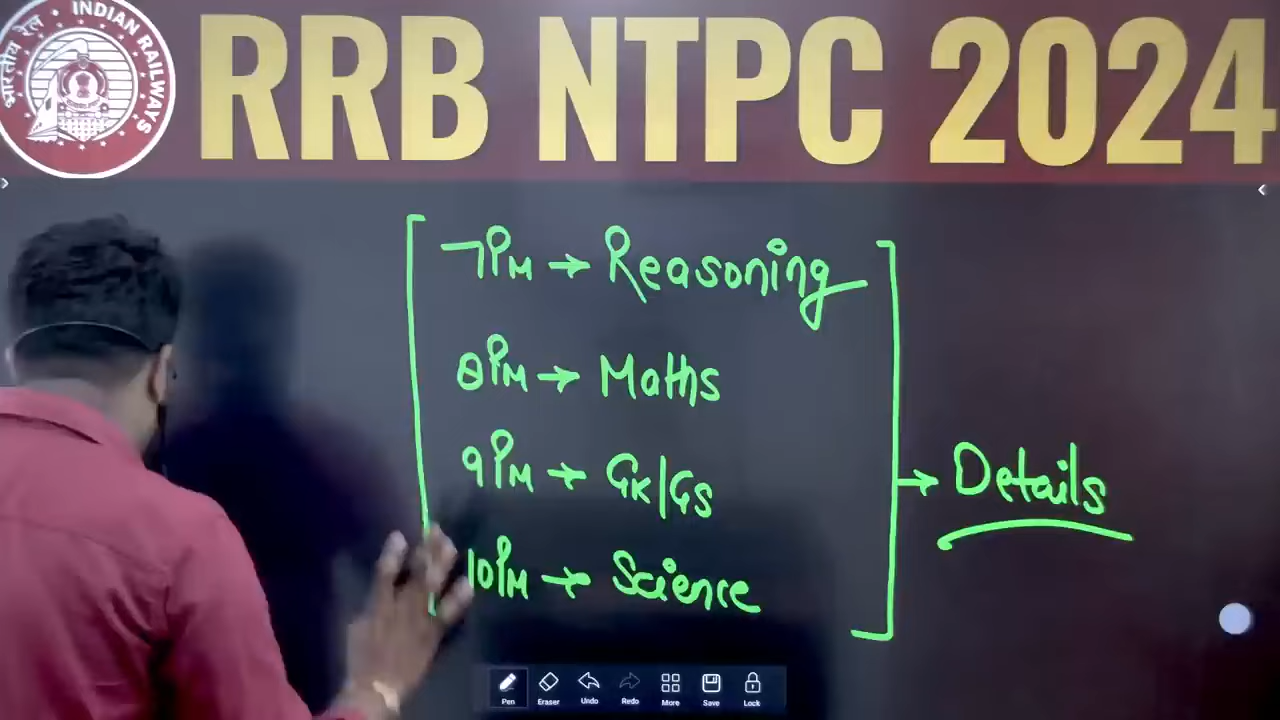 भारतीय रेल
INDIAN RAILWAYS
RRB NTPC 2024
7PM → Reasoning
8PM → Maths
9PM → GK/GS
10PM → Science
→ Details
Pen Eraser Undo Redo More Save Lock